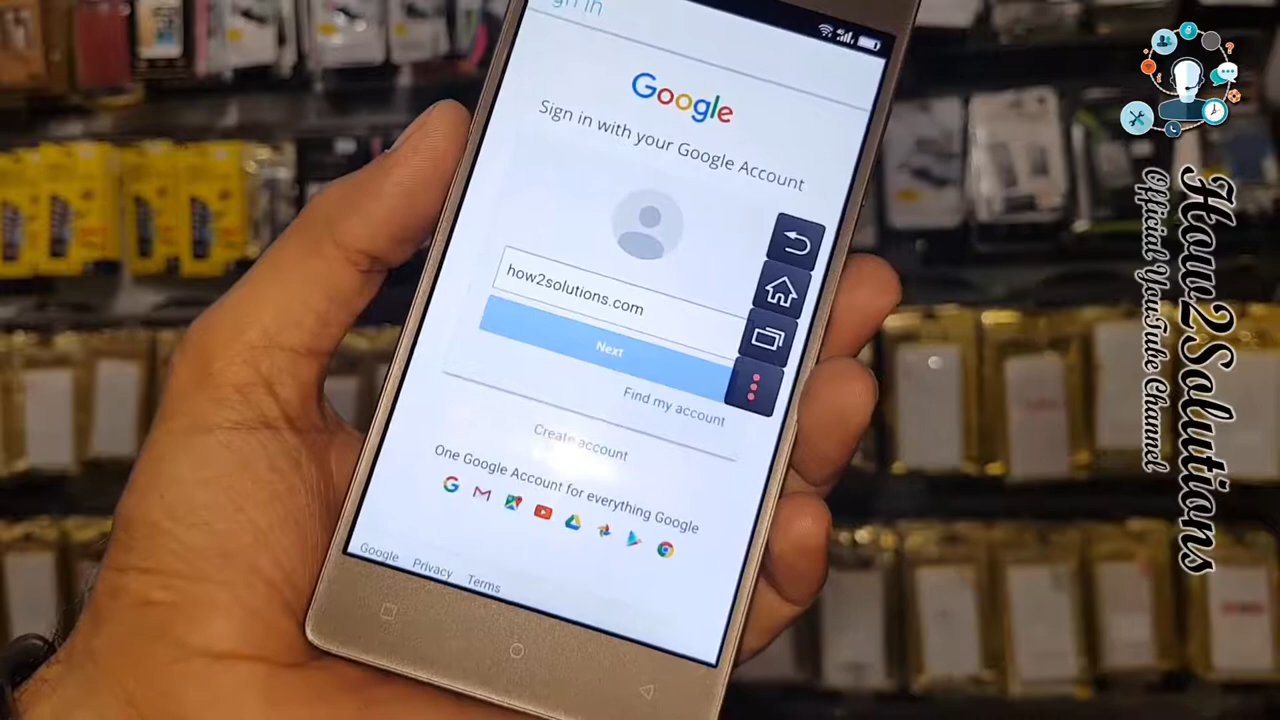 Google
Sign in with your Google Account
how2solutions.com
Next
Find my account
Create account
One Google Account for everything Google
Google Privacy Terms
How2Solutions
Official YouTube Channel